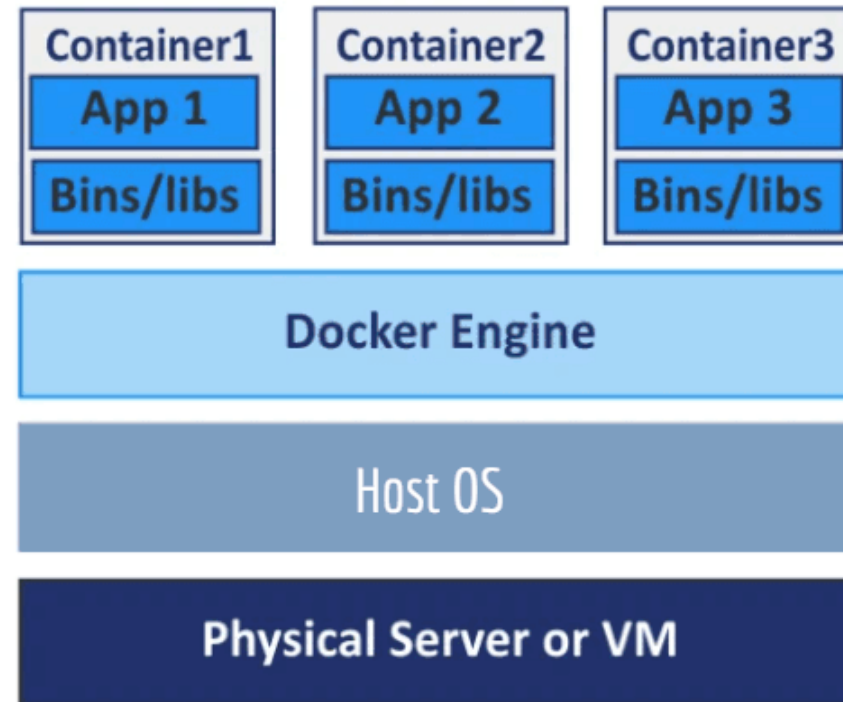 Container1
App 1
Bins/libs
Container2
App 2
Bins/libs
Container3
App 3
Bins/libs
Docker Engine
Host OS
Physical Server or VM